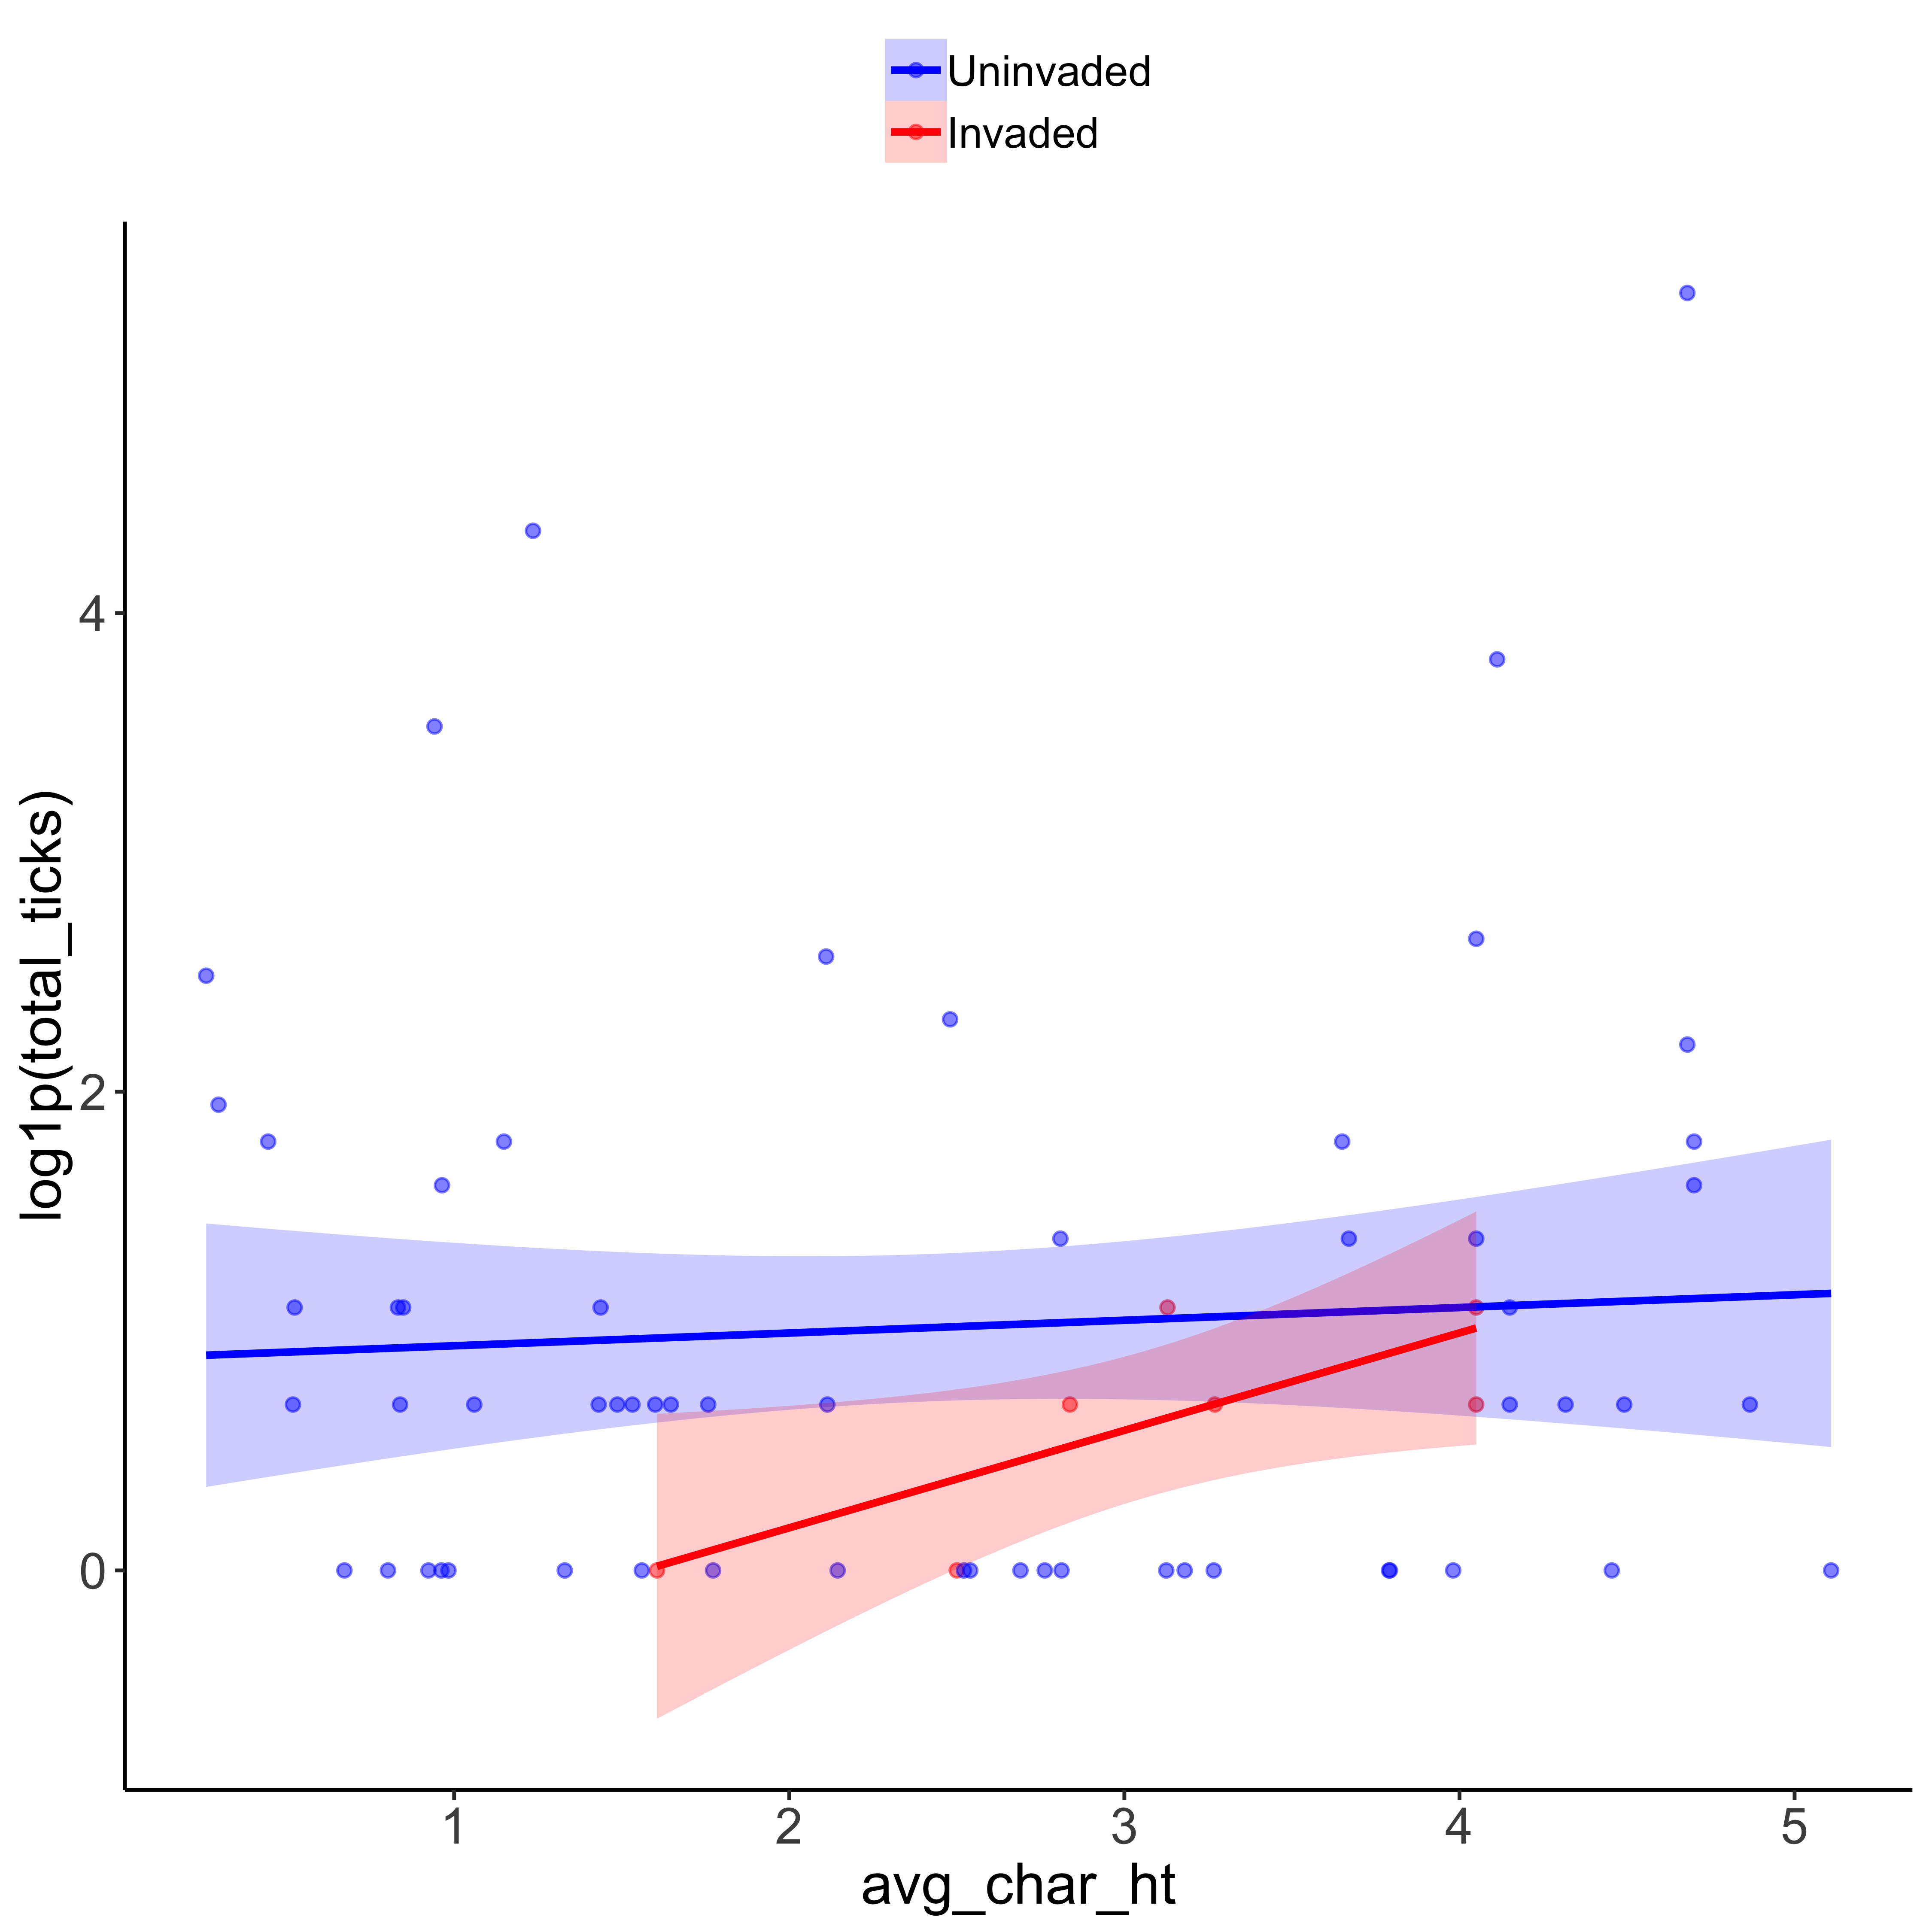 Uninvaded
Invaded
log1p(total_ticks)
4
2
0
1 2 3 4 5
avg_char_ht